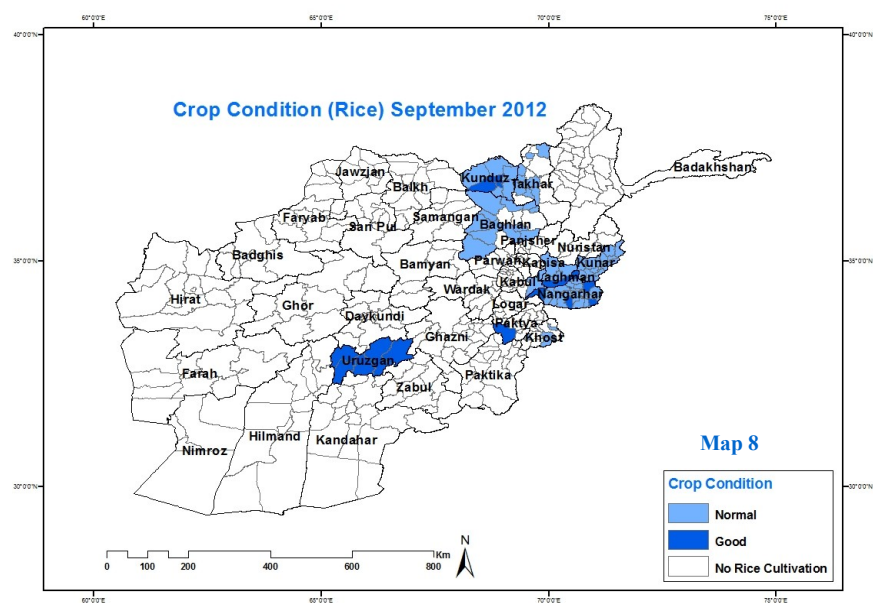 60°0'0"E 65°0'0"E 70°0'0"E 75°0'0"E
40°0'0"N 40°0'0"N
Crop Condition (Rice) September 2012
Badakhshan
Jawzjan
Kunduz
Balkh
Takhar
Faryab
Sari Pul
Samangan
Baghlan
Panjsher
Nuristan
Badghis
Parwan
Kapisa
Kunar
35°0'0"N 35°0'0"N
Bamyan
Laghman
Kabul
Hirat
Ghor
Wardak
Nangarhar
Logar
Daykundi
Paktya
Ghazni
Khost
Uruzgan
Farah
Zabul
Paktika
Hilmand
Kandahar
Nimroz
Map 8
30°0'0"N 30°0'0"N
Crop Condition
Normal
Good
No Rice Cultivation
N
Km
0 100 200 400 600 800
60°0'0"E 65°0'0"E 70°0'0"E 75°0'0"E